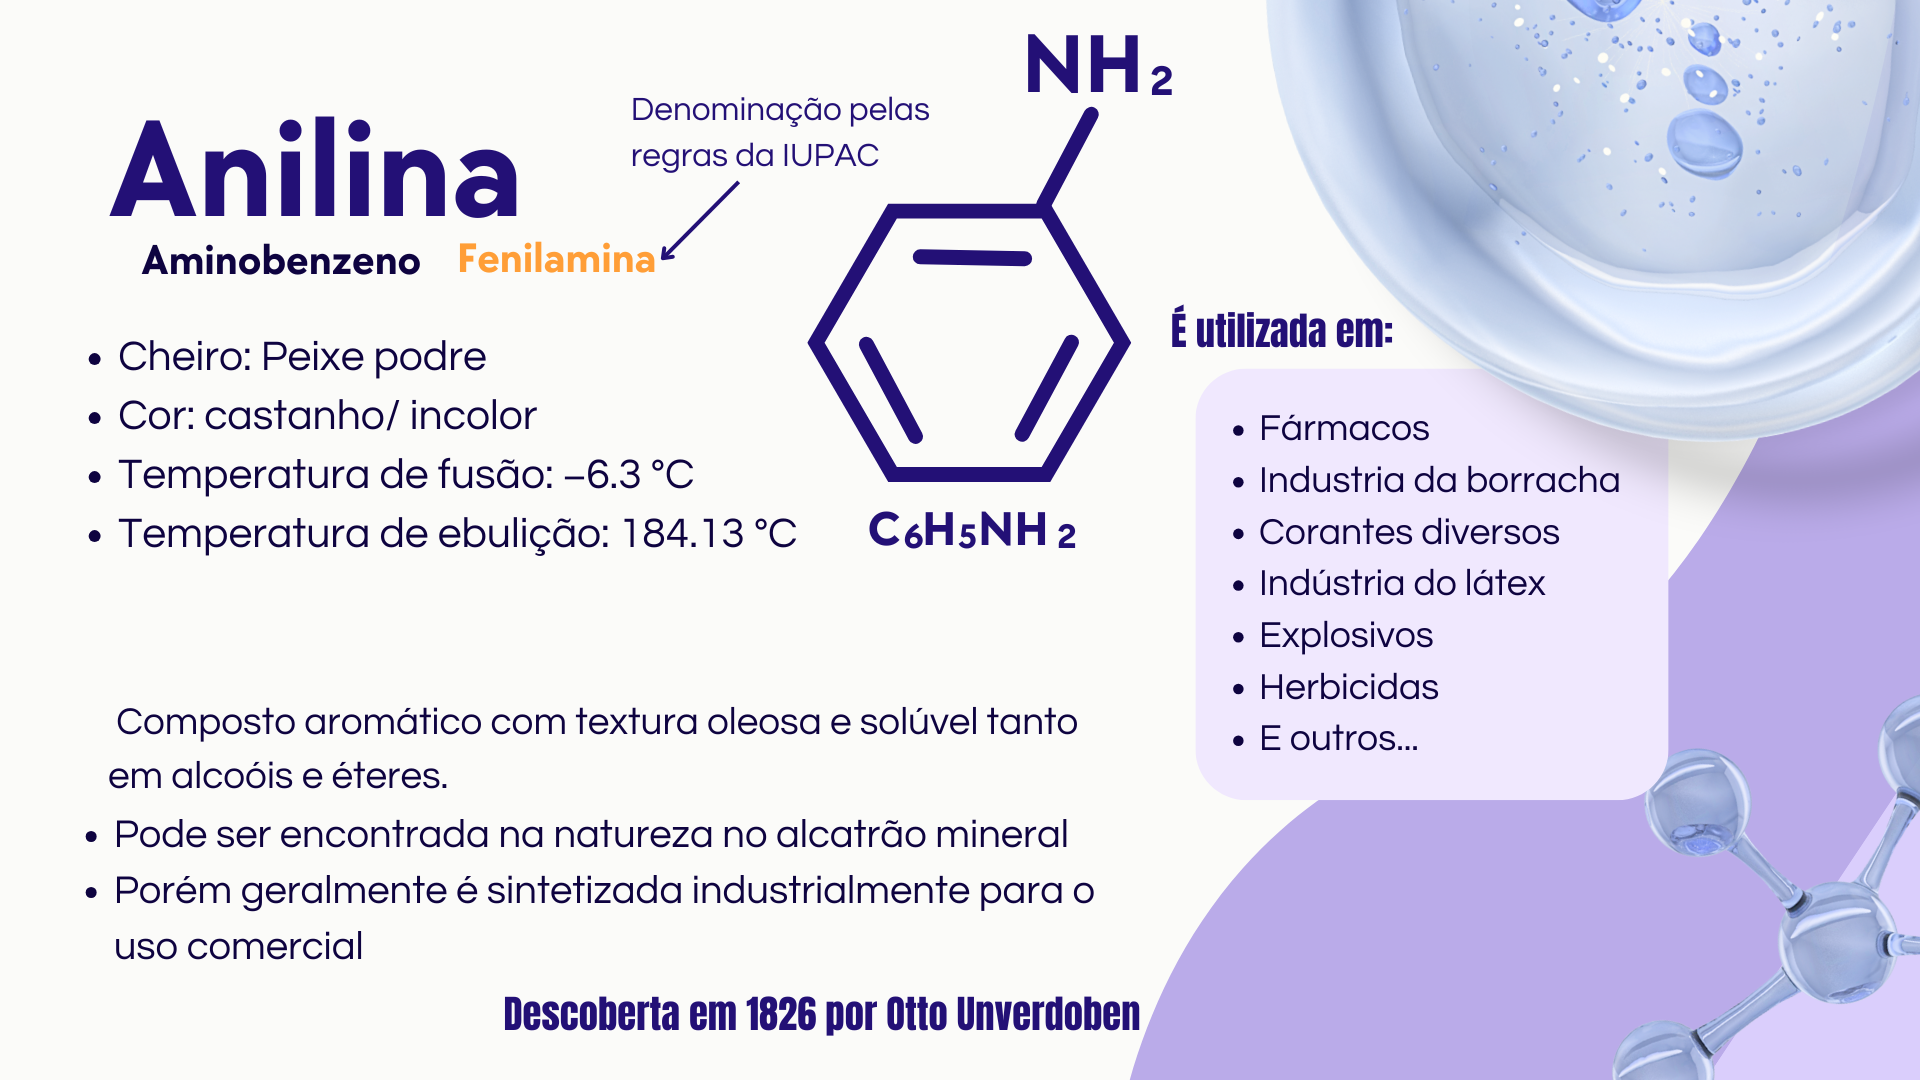 Anilina
Aminobenzeno
Fenilamina
Denominação pelas
regras da IUPAC
NH2
• Cheiro: Peixe podre
• Cor: castanho/ incolor
• Temperatura de fusão: –6.3 °C
• Temperatura de ebulição: 184.13 °C
C6H5NH2
É utilizada em:
• Fármacos
• Industria da borracha
• Corantes diversos
• Indústria do látex
• Explosivos
• Herbicidas
• E outros...
Composto aromático com textura oleosa e solúvel tanto
em alcoóis e éteres.
• Pode ser encontrada na natureza no alcatrão mineral
• Porém geralmente é sintetizada industrialmente para o
uso comercial
Descoberta em 1826 por Otto Unverdoben